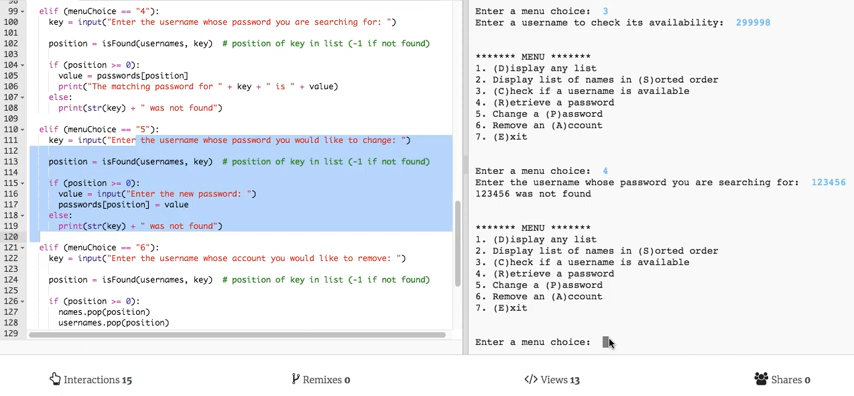 99 elif (menuChoice == "4"):
100 key = input("Enter the username whose password you are searching for: ")
101
102 position = isFound(usernames, key) # position of key in list (-1 if not found)
103
104 if (position >= 0):
105 value = passwords[position]
106 print("The matching password for " + key + " is " + value)
107 else:
108 print(str(key) + " was not found")
109
110 elif (menuChoice == "5"):
111 key = input("Enter the username whose password you would like to change: ")
112
113 position = isFound(usernames, key) # position of key in list (-1 if not found)
114
115 if (position >= 0):
116 value = input("Enter the new password: ")
117 passwords[position] = value
118 else:
119 print(str(key) + " was not found")
120
121 elif (menuChoice == "6"):
122 key = input("Enter the username whose account you would like to remove: ")
123
124 position = isFound(usernames, key) # position of key in list (-1 if not found)
125
126 if (position >= 0):
127 names.pop(position)
128 usernames.pop(position)
129
Enter a menu choice: 3
Enter a username to check its availability: 299998
******* MENU *******
1. (D)isplay any list
2. Display list of names in (S)orted order
3. (C)heck if a username is available
4. (R)etrieve a password
5. Change a (P)assword
6. Remove an (A)ccount
7. (E)xit
Enter a menu choice: 4
Enter the username whose password you are searching for: 123456
123456 was not found
******* MENU *******
1. (D)isplay any list
2. Display list of names in (S)orted order
3. (C)heck if a username is available
4. (R)etrieve a password
5. Change a (P)assword
6. Remove an (A)ccount
7. (E)xit
Enter a menu choice:
Interactions 15
Remixes 0
</> Views 13
Shares 0